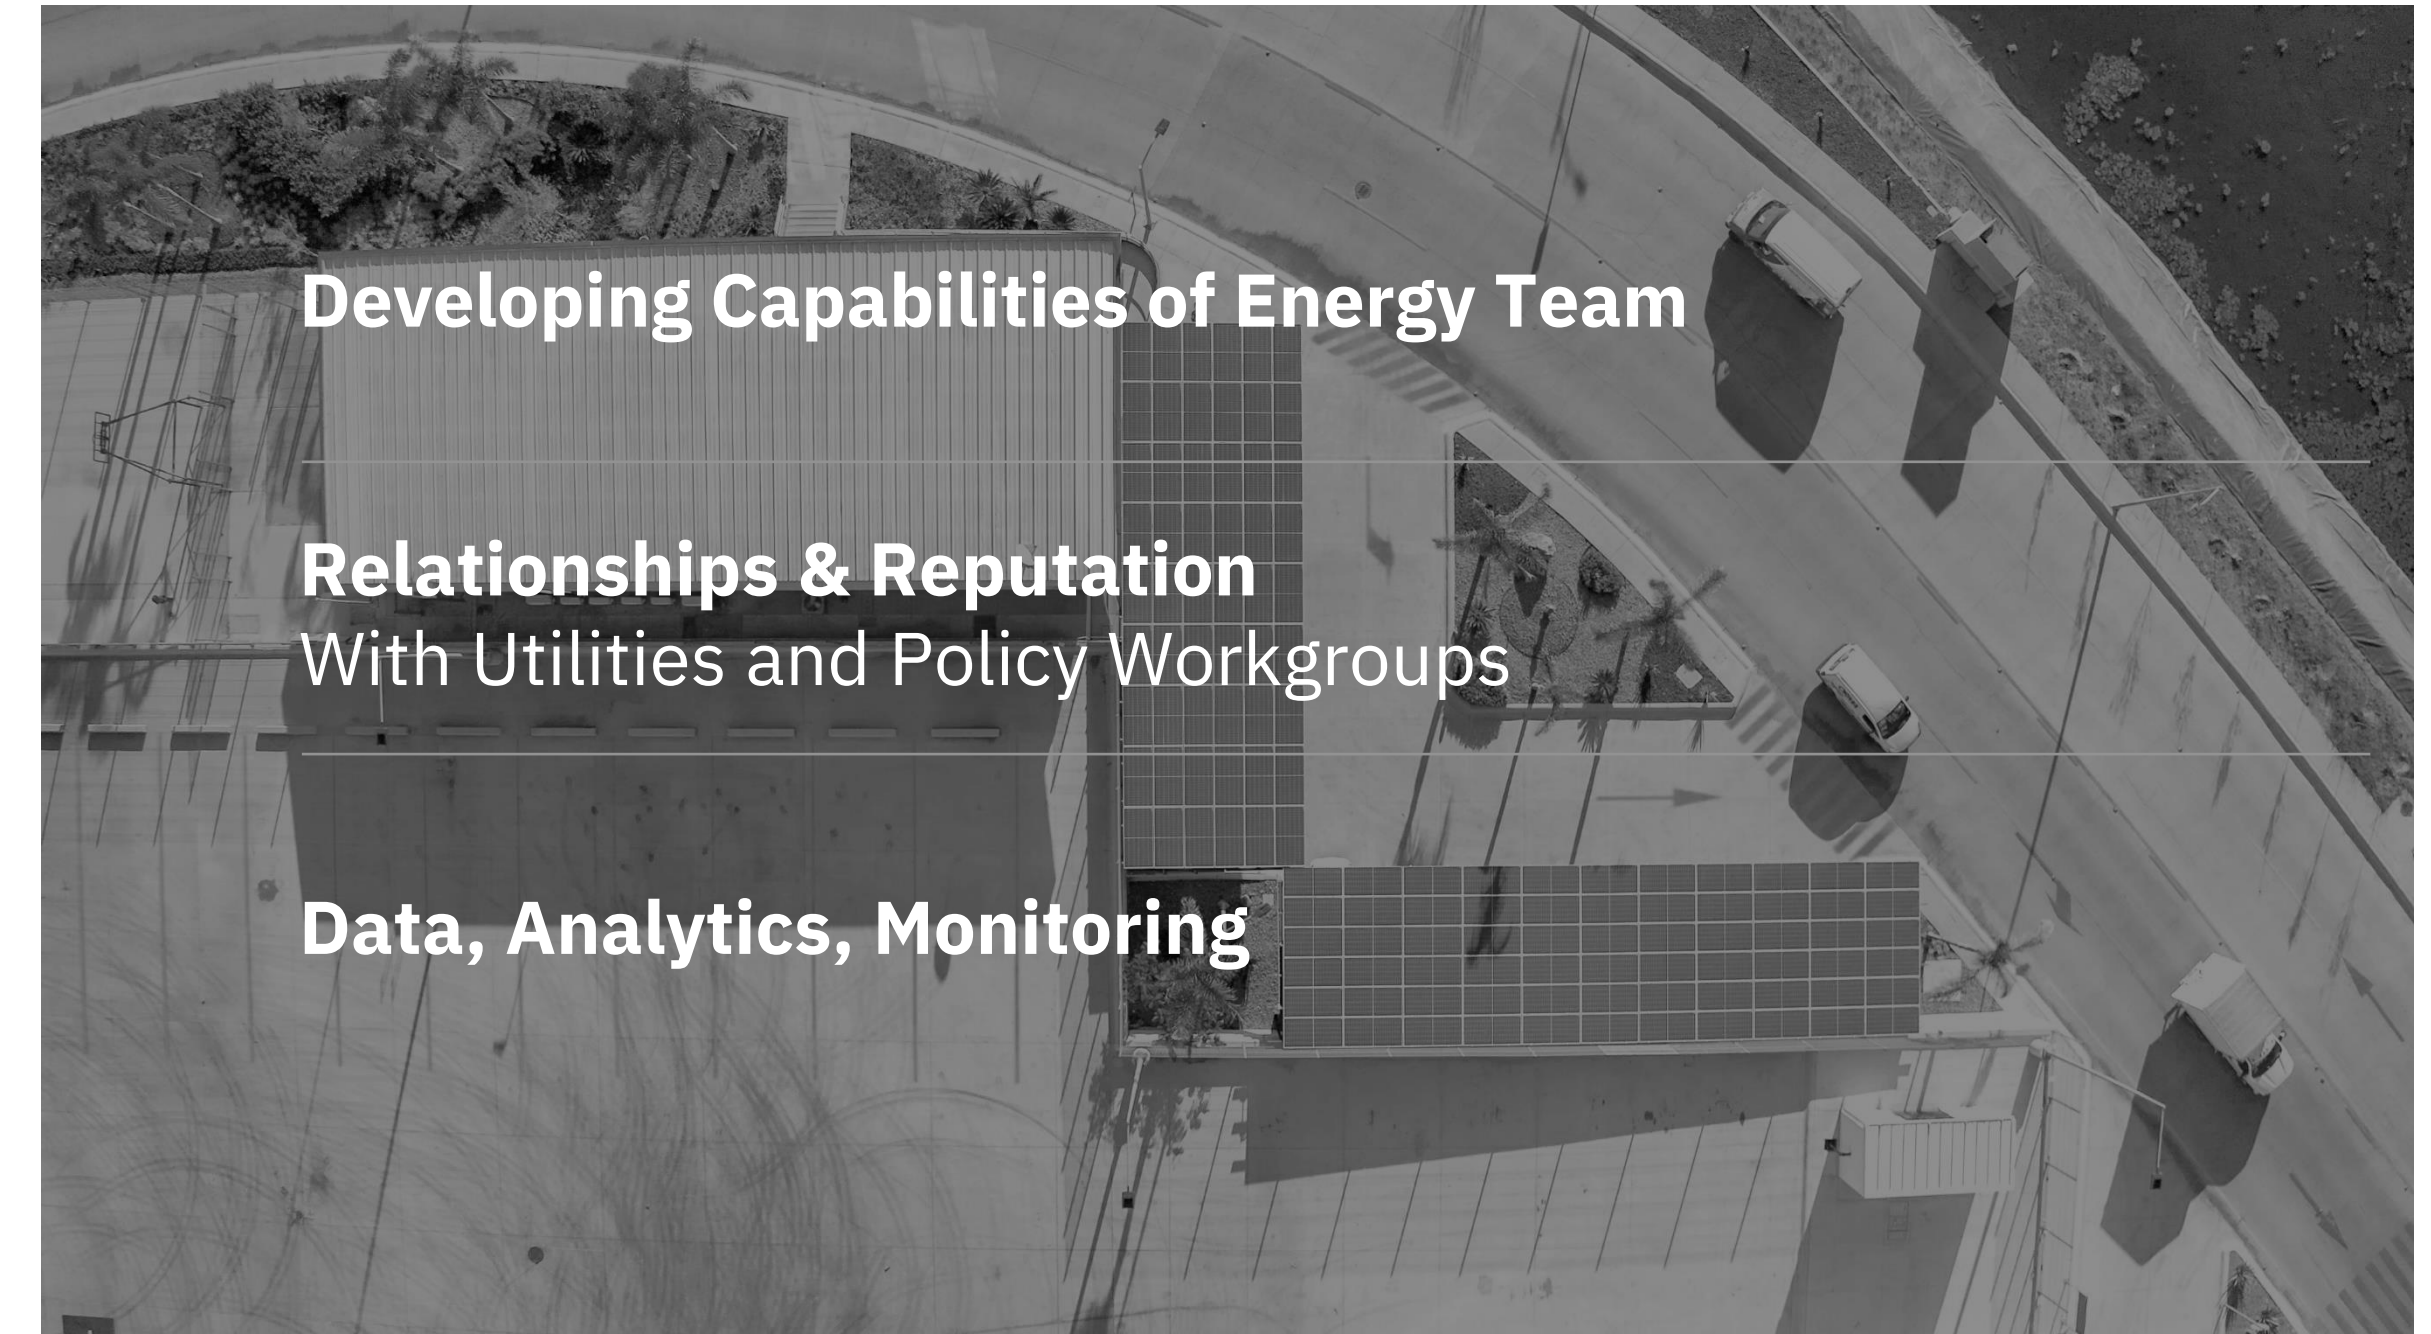 Developing Capabilities of Energy Team
Relationships & Reputation
With Utilities and Policy Workgroups
Data, Analytics, Monitoring